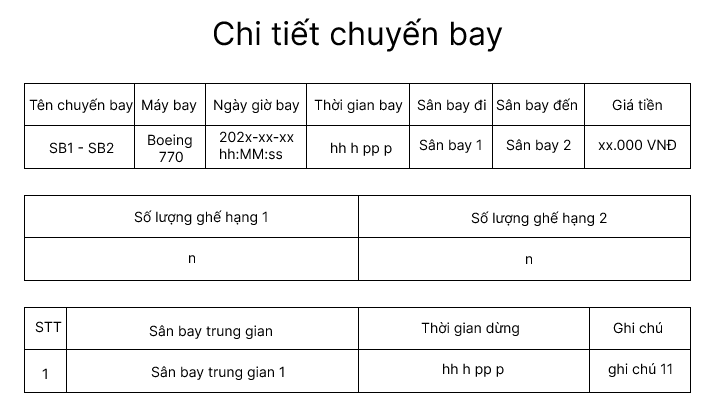 Chi tiết chuyến bay
Tên chuyến bay Máy bay Ngày giờ bay Thời gian bay Sân bay đi Sân bay đến Giá tiền
SB1 - SB2 Boeing 770 202x-xx-xx hh:MM:ss hh h pp p Sân bay 1 Sân bay 2 xx.000 VNĐ
Số lượng ghế hạng 1 Số lượng ghế hạng 2
n n
STT Sân bay trung gian Thời gian dừng Ghi chú
1 Sân bay trung gian 1 hh h pp p ghi chú 11